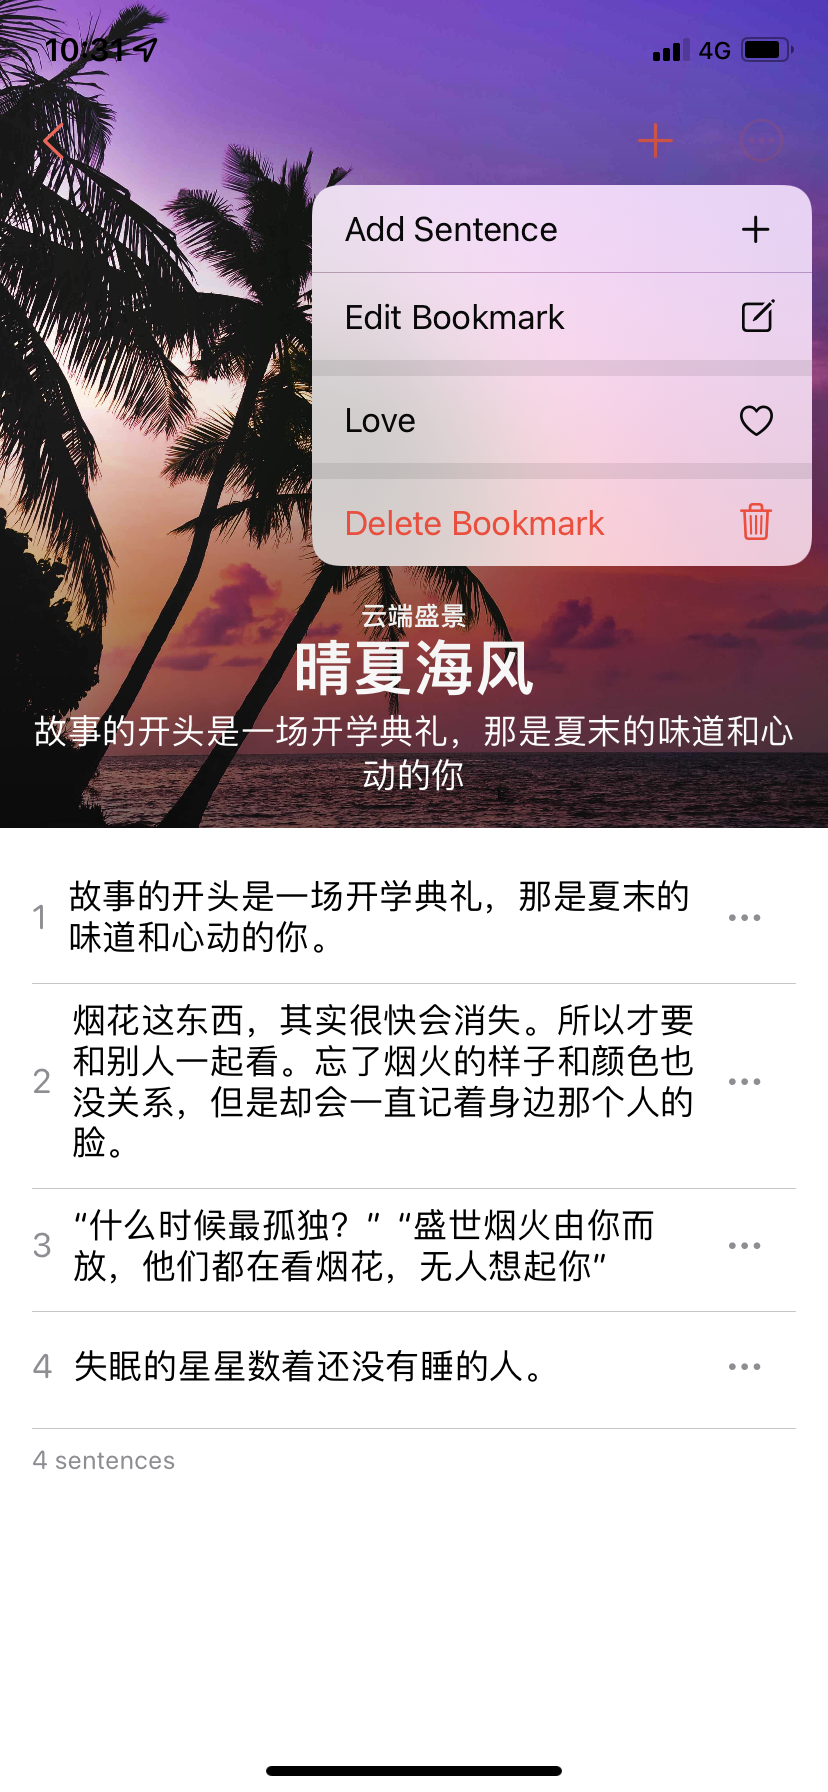 10:31
4G
Add Sentence
Edit Bookmark
Love
Delete Bookmark
云端盛景
晴夏海风
故事的开头是一场开学典礼，那是夏末的味道和心
动的你
1
故事的开头是一场开学典礼，那是夏末的
味道和心动的你。
2
烟花这东西，其实很快会消失。所以才要
和别人一起看。忘了烟火的样子和颜色也
没关系，但是却会一直记着身边那个人的
脸。
3
“什么时候最孤独？” “盛世烟火由你而
放，他们都在看烟花，无人想起你”
4
失眠的星星数着还没有睡的人。
4 sentences